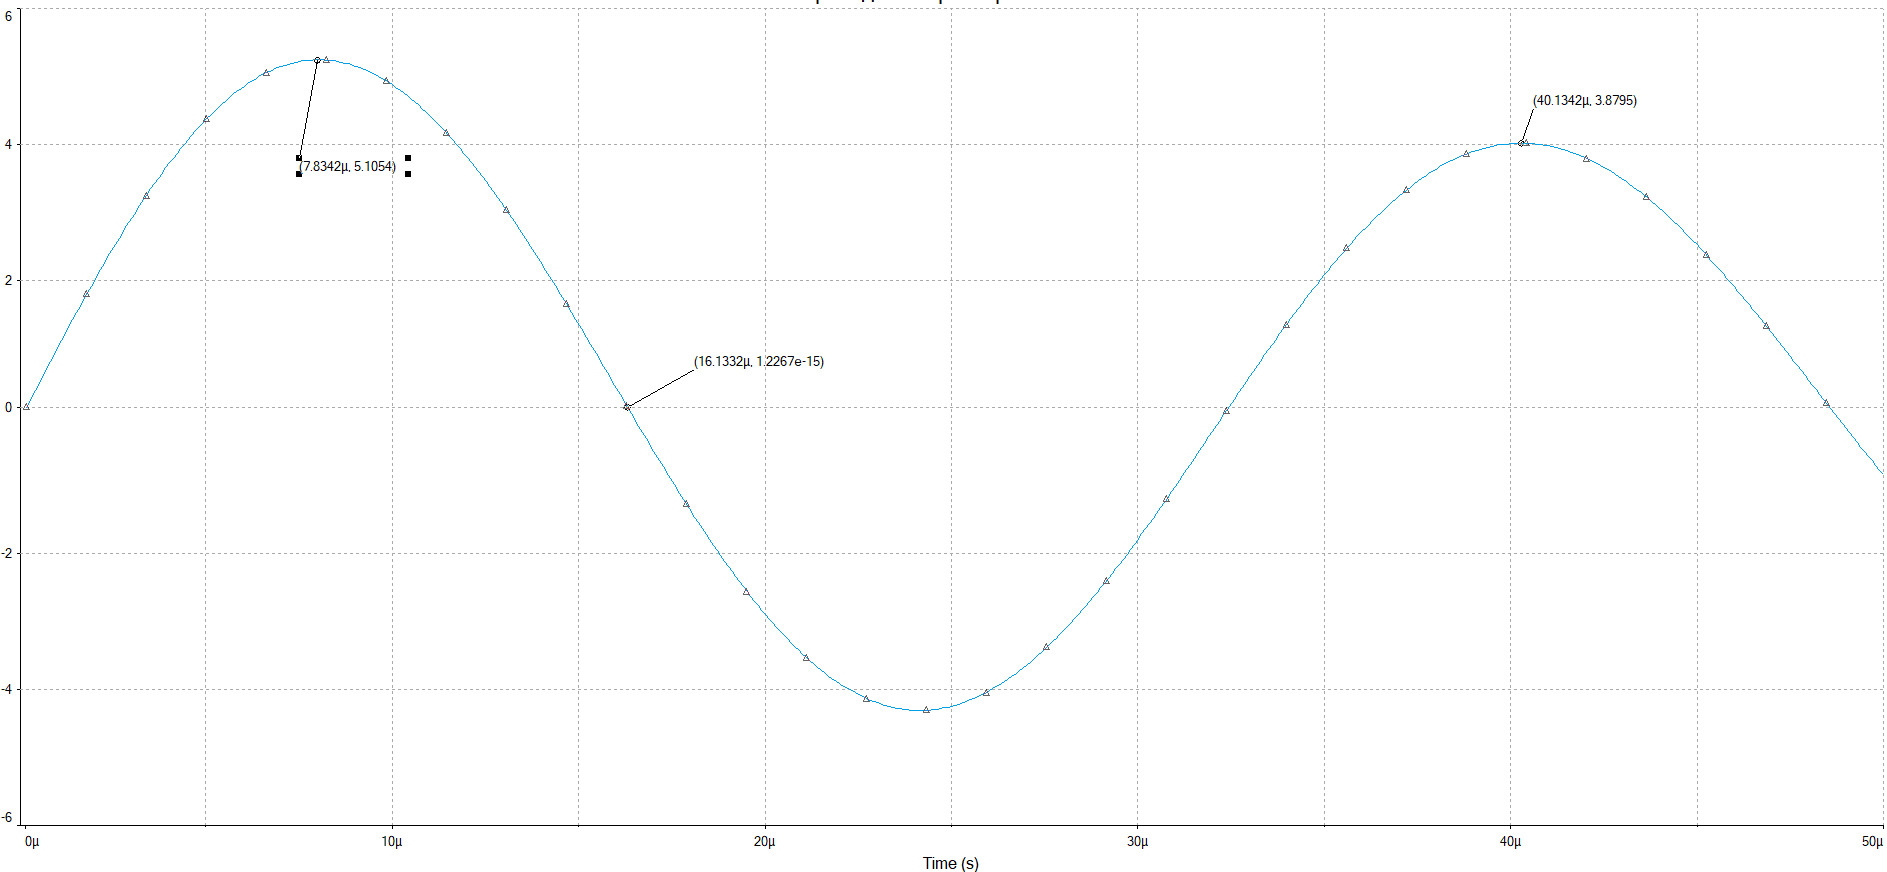 6
(40.1342µ, 3.8795)
4
(7.8342µ, 5.1054)
2
(16.1332µ, 1.2267e-15)
0
-2
-4
-6
0µ 10µ 20µ 30µ 40µ 50µ
Time (s)